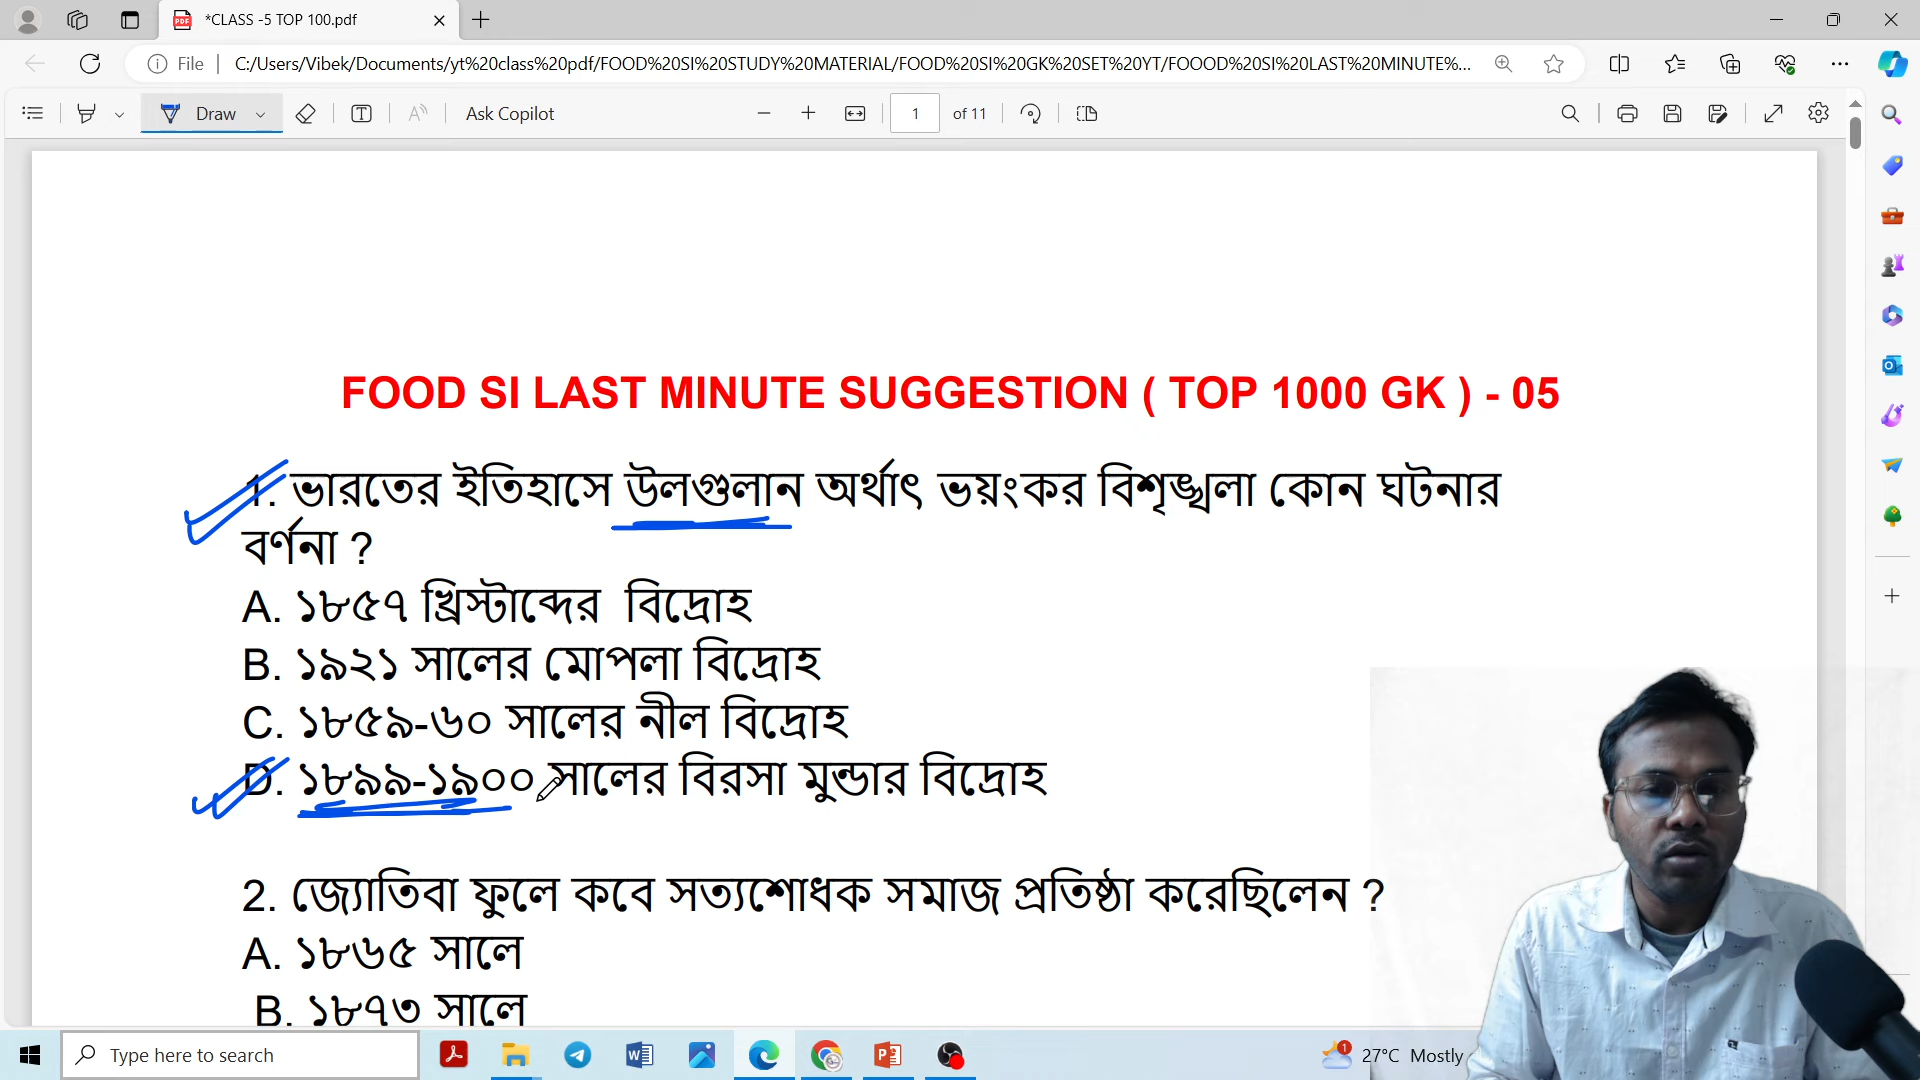 *CLASS -5 TOP 100.pdf
File
C:/Users/Vibek/Documents/yt%20class%20pdf/FOOD%20SI%20STUDY%20MATERIAL/FOOD%20SI%20GK%20SET%20YT/FOOOD%20SI%20LAST%20MINUTE%...
Draw
Ask Copilot
1 of 11
FOOD SI LAST MINUTE SUGGESTION ( TOP 1000 GK ) - 05
1. ভারতের ইতিহাসে উলগুলান অর্থাৎ ভয়ংকর বিশৃঙ্খলা কোন ঘটনার
বর্ণনা ?
A. ১৮৫৭ খ্রিস্টাব্দের বিদ্রোহ
B. ১৯২১ সালের মোপলা বিদ্রোহ
C. ১৮৫৯-৬০ সালের নীল বিদ্রোহ
D. ১৮৯৯-১৯০০ সালের বিরসা মুন্ডার বিদ্রোহ
2. জ্যোতিবা ফুলে কবে সত্যশোধক সমাজ প্রতিষ্ঠা করেছিলেন ?
A. ১৮৬৫ সালে
B. ১৮৭৩ সালে
Type here to search
1
27°C Mostly